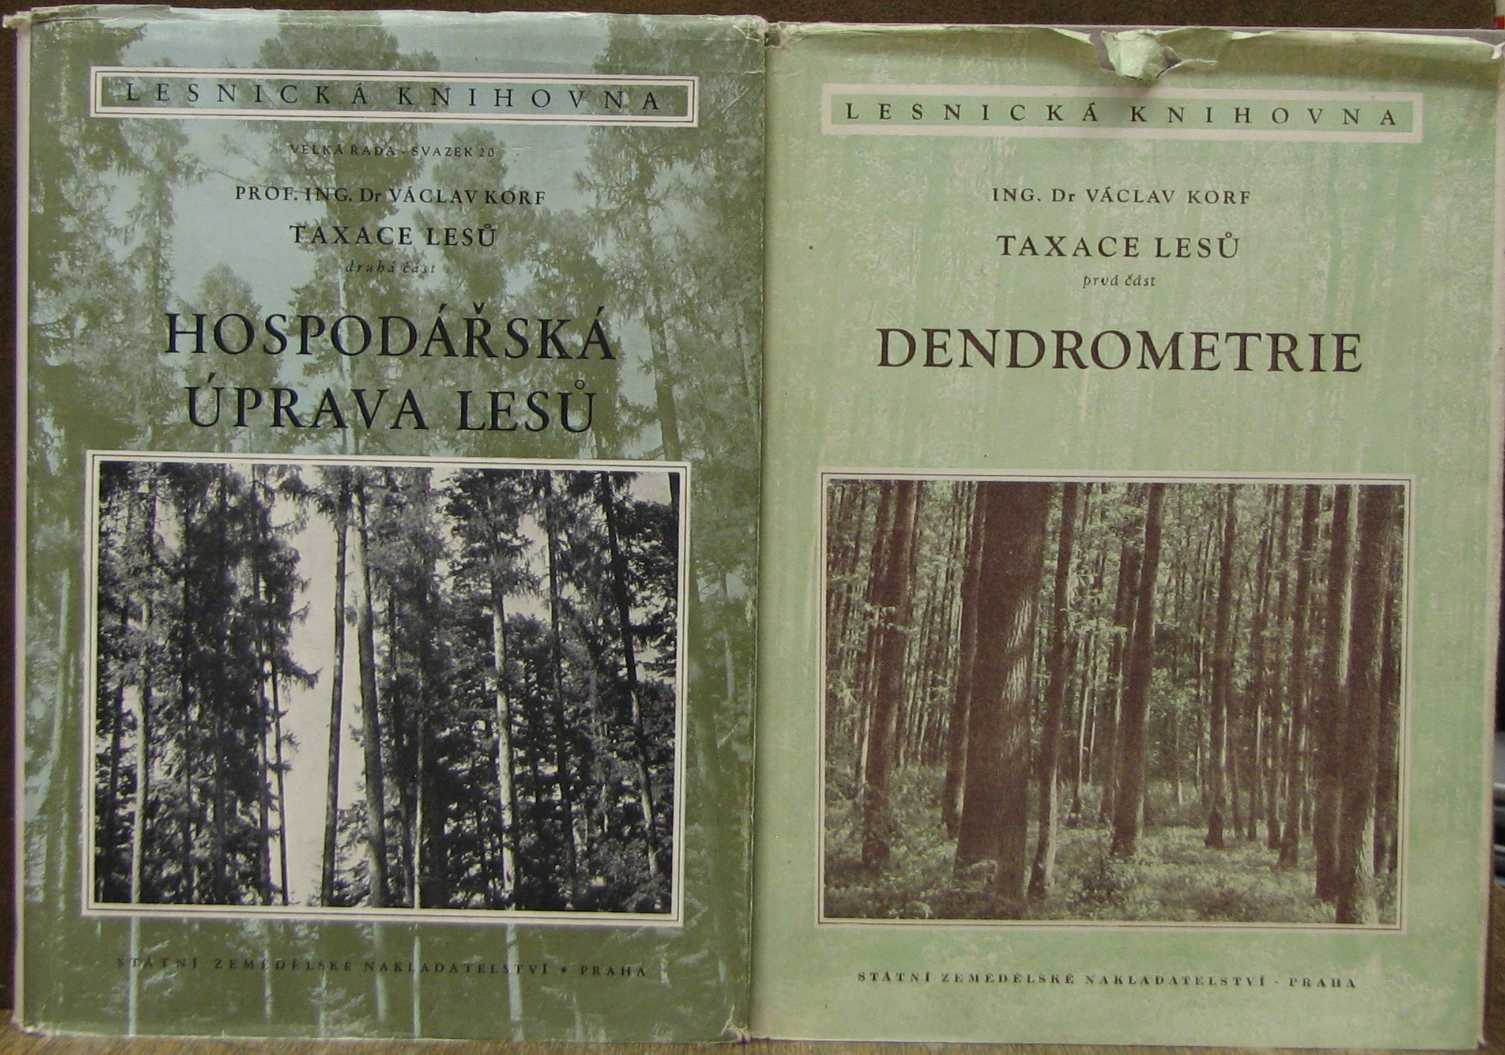 LESNICKÁ KNIHOVNA
VELKÁ ŘADA - SVAZEK 20
PROF. ING. Dr VÁCLAV KORF
TAXACE LESŮ
druhá část
HOSPODÁŘSKÁ
ÚPRAVA LESŮ
STÁTNÍ ZEMĚDĚLSKÉ NAKLADATELSTVÍ • PRAHA
LESNICKÁ KNIHOVNA
ING. Dr VÁCLAV KORF
TAXACE LESŮ
prvá část
DENDROMETRIE
STÁTNÍ ZEMĚDĚLSKÉ NAKLADATELSTVÍ - PRAHA